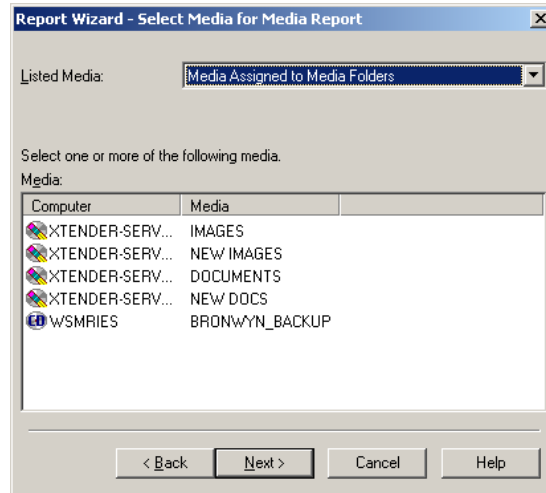 Report Wizard - Select Media for Media Report
Listed Media: Media Assigned to Media Folders
Select one or more of the following media.
Media:
Computer Media
XTENDER-SERV... IMAGES
XTENDER-SERV... NEW IMAGES
XTENDER-SERV... DOCUMENTS
XTENDER-SERV... NEW DOCS
CD WSMRIES BRONWYN_BACKUP
< Back Next > Cancel Help